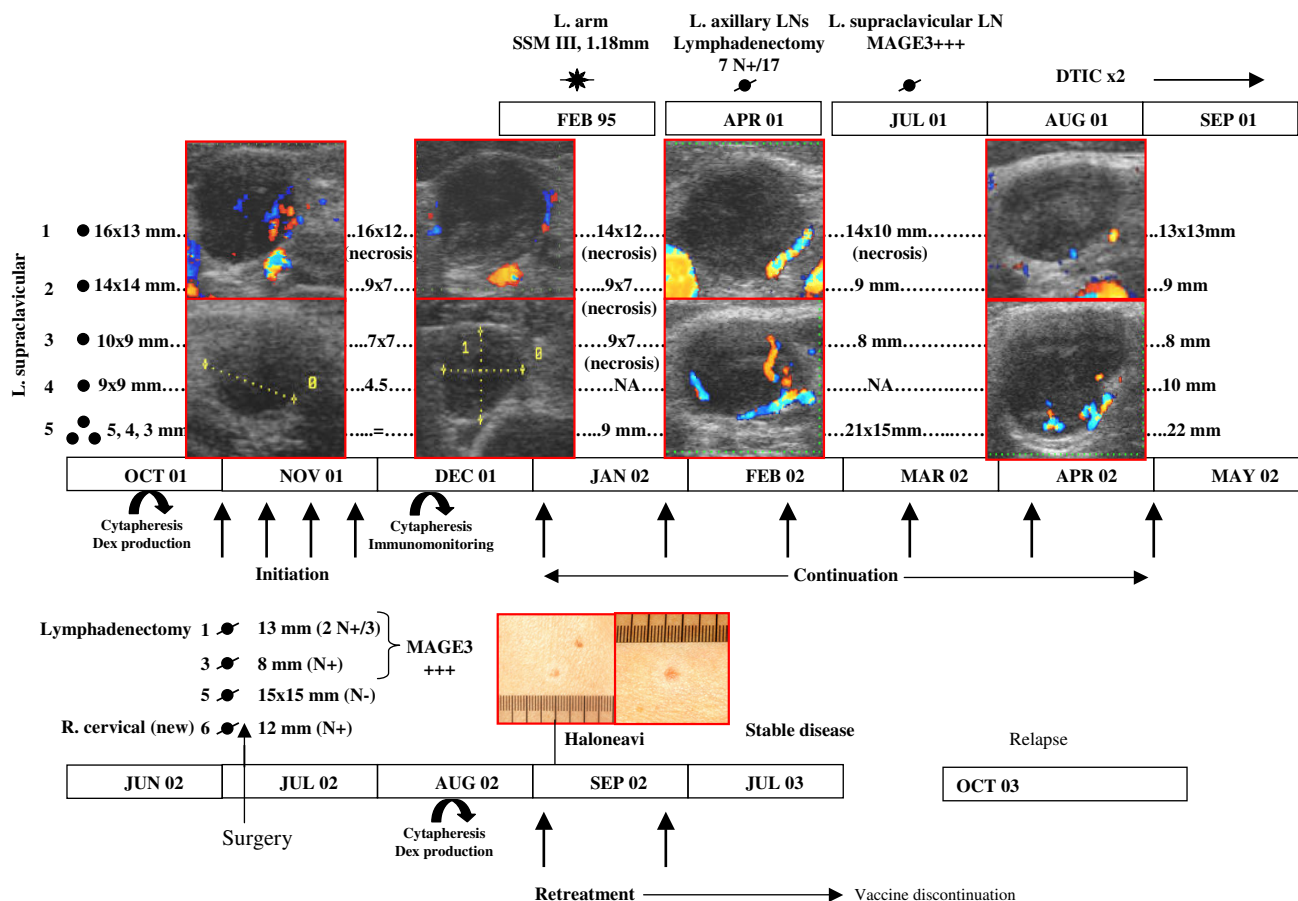 L. arm
SSM III, 1.18mm
L. axillary LNs
Lymphadenectomy
7 N+/17
L. supraclavicular LN
MAGE3+++
DTIC x2
FEB 95
APR 01
JUL 01
AUG 01
SEP 01
L. supraclavicular
1 16x13 mm.... ...16x12 ....14x12.... 14x10 mm .13x13mm
(necrosis) (necrosis) (necrosis)
2 14x14 mm... ....9x7 .....9x7 9 mm ..9 mm
(necrosis)
3 10x9 mm.... ....7x7 9x7 8 mm ...8 mm
(necrosis)
4 9x9 mm.... ..4.5 NA NA ..10 mm
5 5, 4, 3 mm ....=.... ....9 mm.... 21x15mm ..22 mm
0
1
0
OCT 01
NOV 01
DEC 01
JAN 02
FEB 02
MAR 02
APR 02
MAY 02
Cytapheresis
Dex production
Cytapheresis
Immunomonitoring
Initiation
Continuation
Lymphadenectomy 1 13 mm (2 N+/3)
3 8 mm (N+)
MAGE3
+++
5 15x15 mm (N-)
R. cervical (new) 6 12 mm (N+)
Haloneavi
Stable disease
Relapse
JUN 02
JUL 02
AUG 02
SEP 02
JUL 03
OCT 03
Surgery
Cytapheresis
Dex production
Retreatment
Vaccine discontinuation